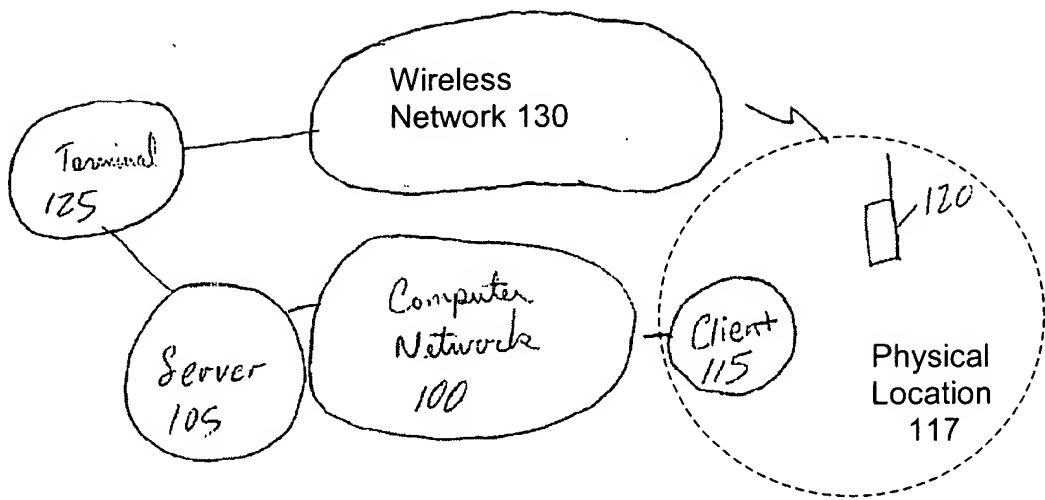 Wireless
Network 130
Terminal
125
120
Computer
Network
100
Client
115
Server
105
Physical
Location
117